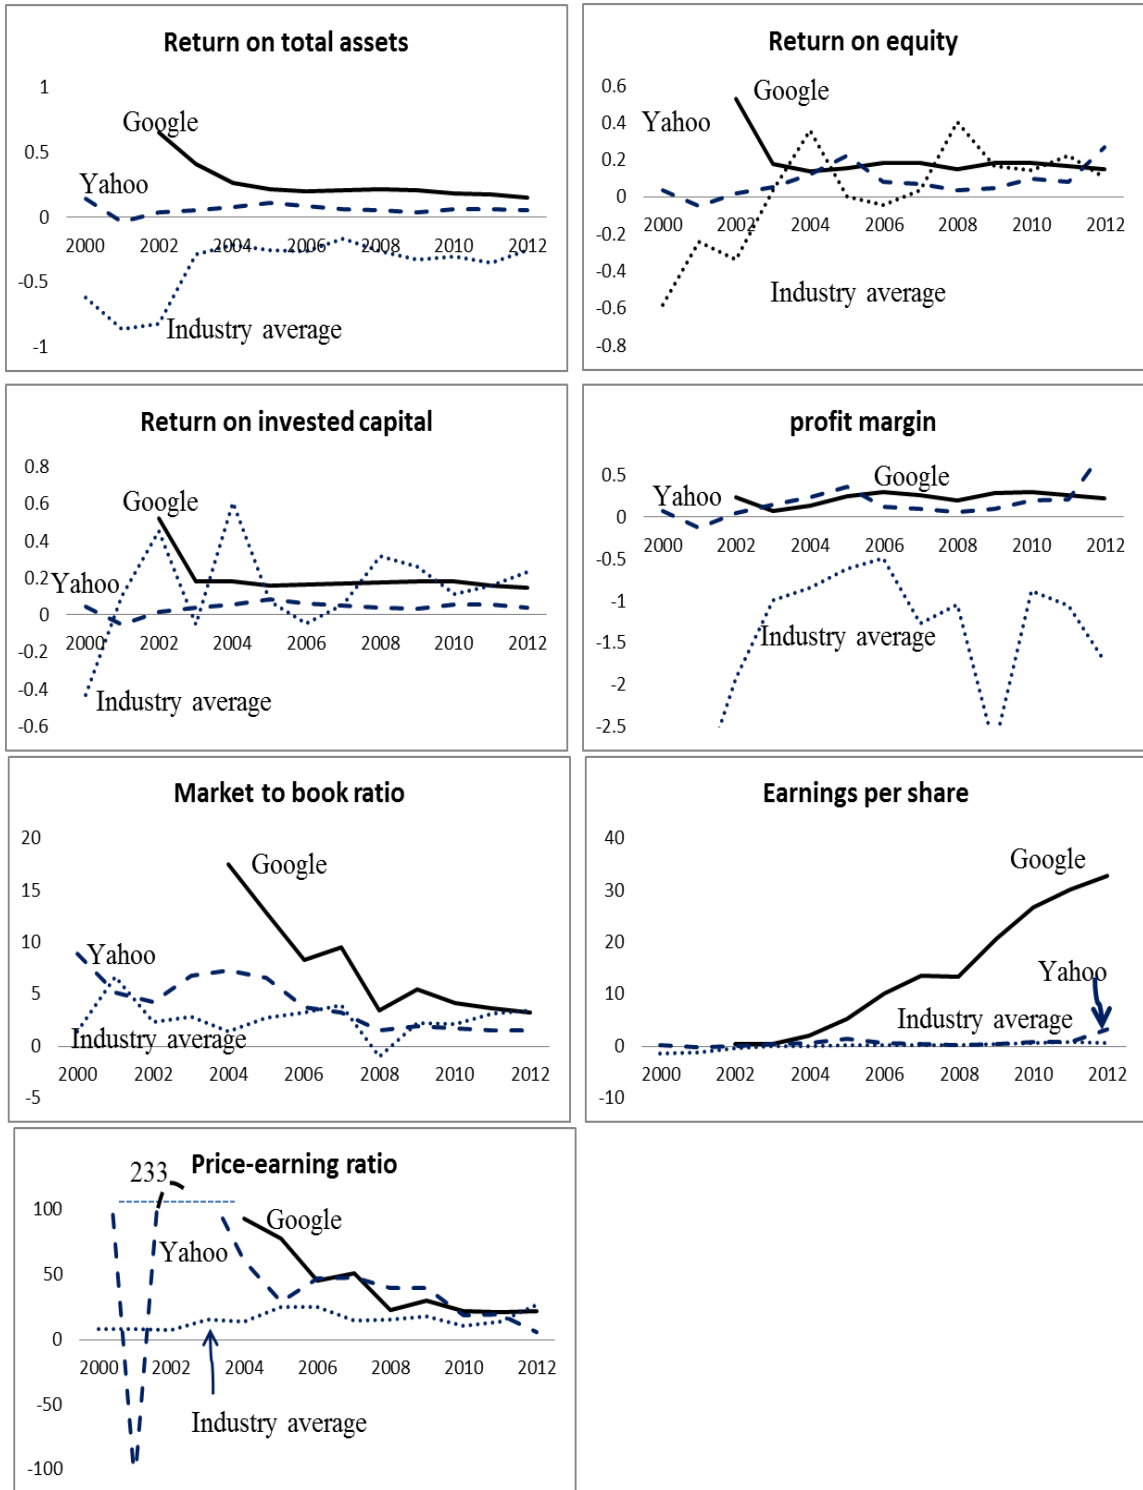 Return on total assets
1
Google
0.5
Yahoo
0
2000 2002 2004 2006 2008 2010 2012
-0.5
Industry average
-1
Return on equity
0.6
Google
0.4
Yahoo
0.2
0
2000 2002 2004 2006 2008 2010 2012
-0.2
-0.4
Industry average
-0.6
-0.8
Return on invested capital
0.8
Google
0.6
0.4
0.2
Yahoo
0
2000 2002 2004 2006 2008 2010 2012
-0.2
-0.4
Industry average
-0.6
profit margin
0.5
Yahoo
Google
0
2000 2002 2004 2006 2008 2010 2012
-0.5
-1
Industry average
-1.5
-2
-2.5
Market to book ratio
20
Google
15
10
Yahoo
5
Industry average
0
2000 2002 2004 2006 2008 2010 2012
-5
Earnings per share
40
Google
30
20
Yahoo
10
Industry average
0
2000 2002 2004 2006 2008 2010 2012
-10
Price-earning ratio
233
100
Google
Yahoo
50
0
2000 2002 2004 2006 2008 2010 2012
-50
Industry average
-100